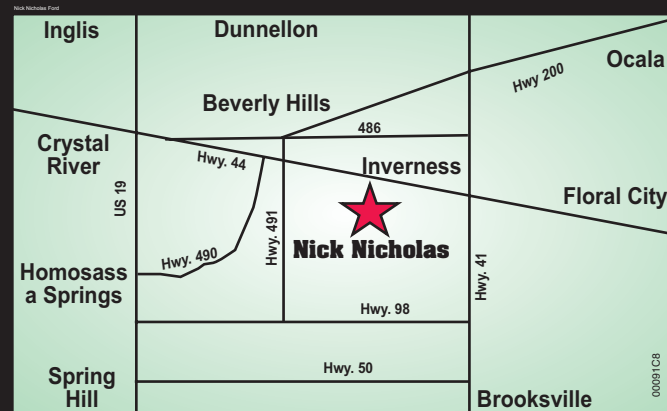 Nick Nicholas Ford
Inglis
Dunnellon
Ocala
Hwy 200
Beverly Hills
486
Crystal
River
Hwy. 44
Inverness
US 19
Floral City
Hwy. 491
Nick Nicholas
Hwy. 490
Hwy. 41
Homosass
a Springs
Hwy. 98
Hwy. 50
Spring
Hill
Brooksville
00091C8